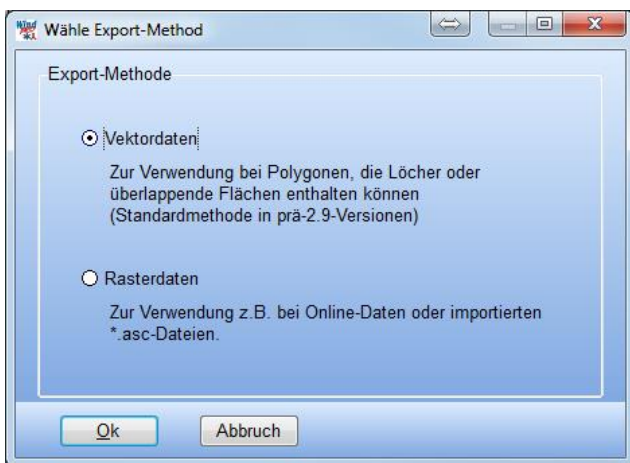 Wind
Wähle Export-Method
Export-Methode
Vektordaten
Zur Verwendung bei Polygonen, die Löcher oder
überlappende Flächen enthalten können
(Standardmethode in prä-2.9-Versionen)
Rasterdaten
Zur Verwendung z.B. bei Online-Daten oder importierten
*.asc-Dateien.
Ok
Abbruch